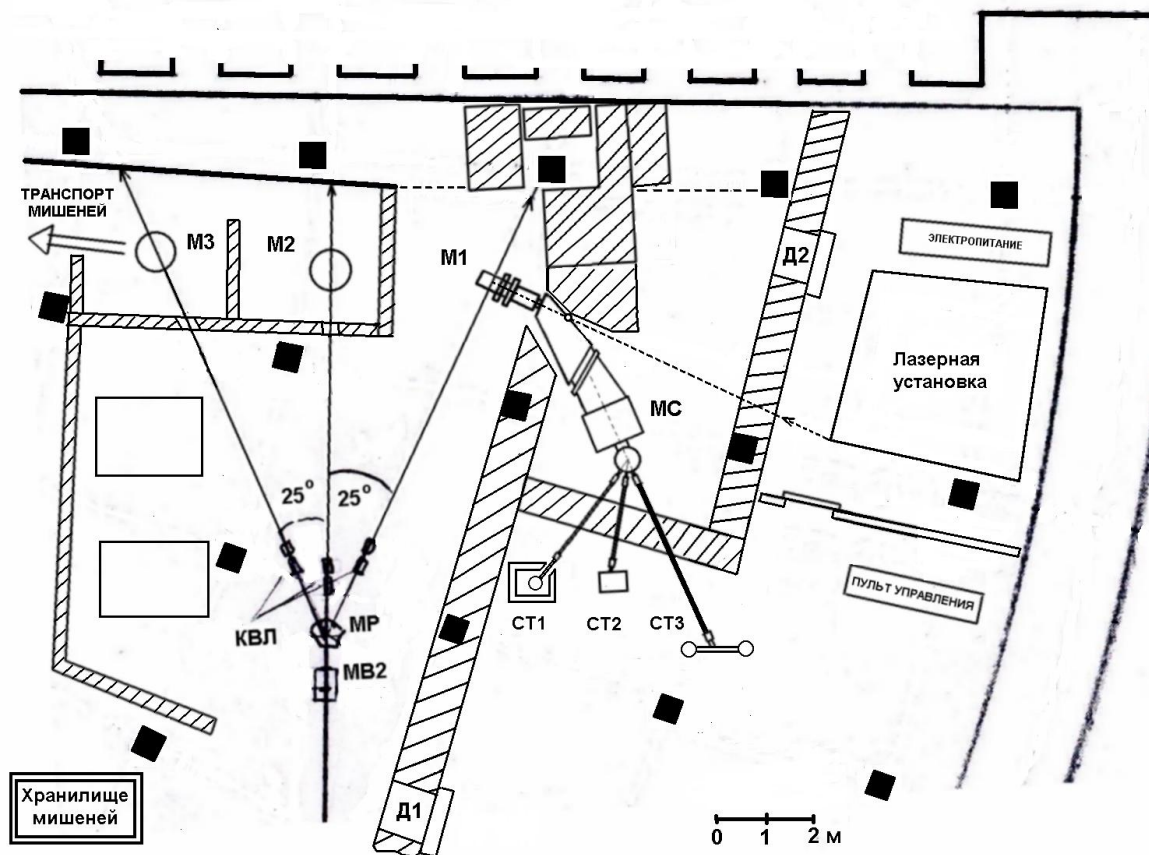 ТРАНСПОРТ
МИШЕНЕЙ
М3
М2
М1
Д2
ЭЛЕКТРОПИТАНИЕ
Лазерная
установка
МС
25°
25°
ПУЛЬТ УПРАВЛЕНИЯ
СТ1
СТ2
СТ3
КВЛ
МР
МВ2
Хранилище
мишеней
Д1
0 1 2 м